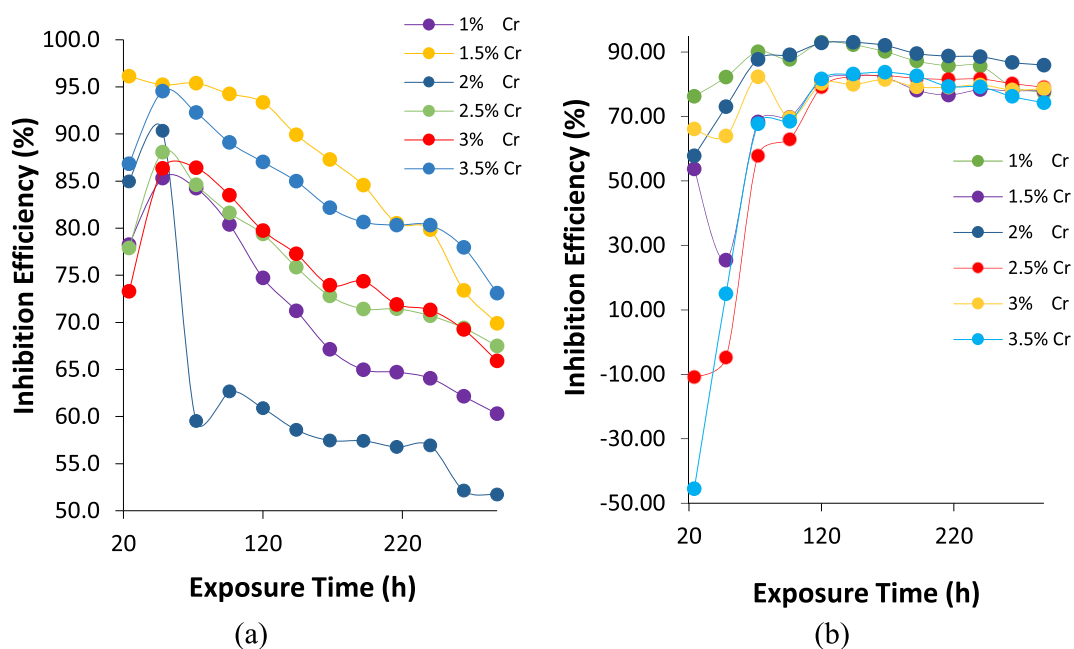 100.0
95.0
90.0
85.0
80.0
75.0
70.0
65.0
60.0
55.0
50.0
20
120
220
Inhibition Efficiency (%)
Exposure Time (h)
1% Cr
1.5% Cr
2% Cr
2.5% Cr
3% Cr
3.5% Cr
(a)
90.00
70.00
50.00
30.00
10.00
-10.00
-30.00
-50.00
20
120
220
Inhibition Efficiency (%)
Exposure Time (h)
1% Cr
1.5% Cr
2% Cr
2.5% Cr
3% Cr
3.5% Cr
(b)